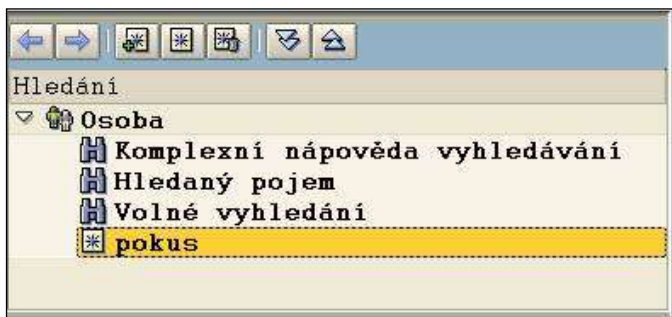 Hledání
Osoba
Komplexní nápověda vyhledávání
Hledaný pojem
Volné vyhledání
pokus